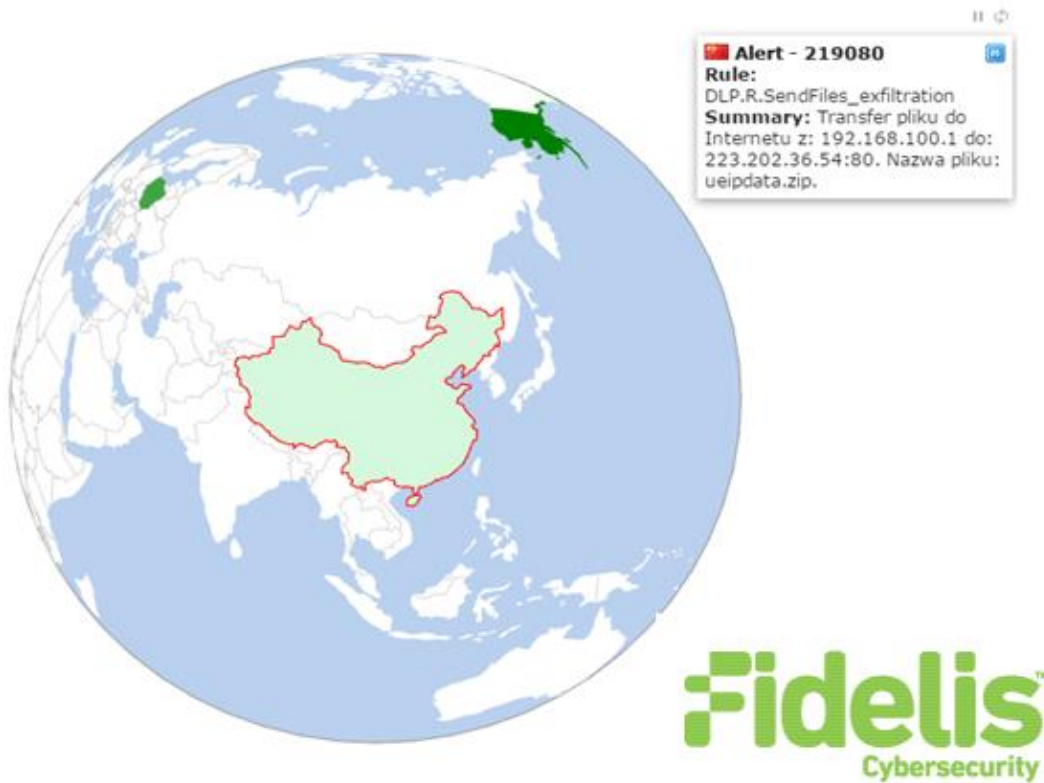 Alert - 219080
Rule:
DLP.R.SendFiles_exfiltration
Summary: Transfer pliku do
Internetu z: 192.168.100.1 do:
223.202.36.54:80. Nazwa pliku:
ueipdata.zip.
Fidelis™
Cybersecurity